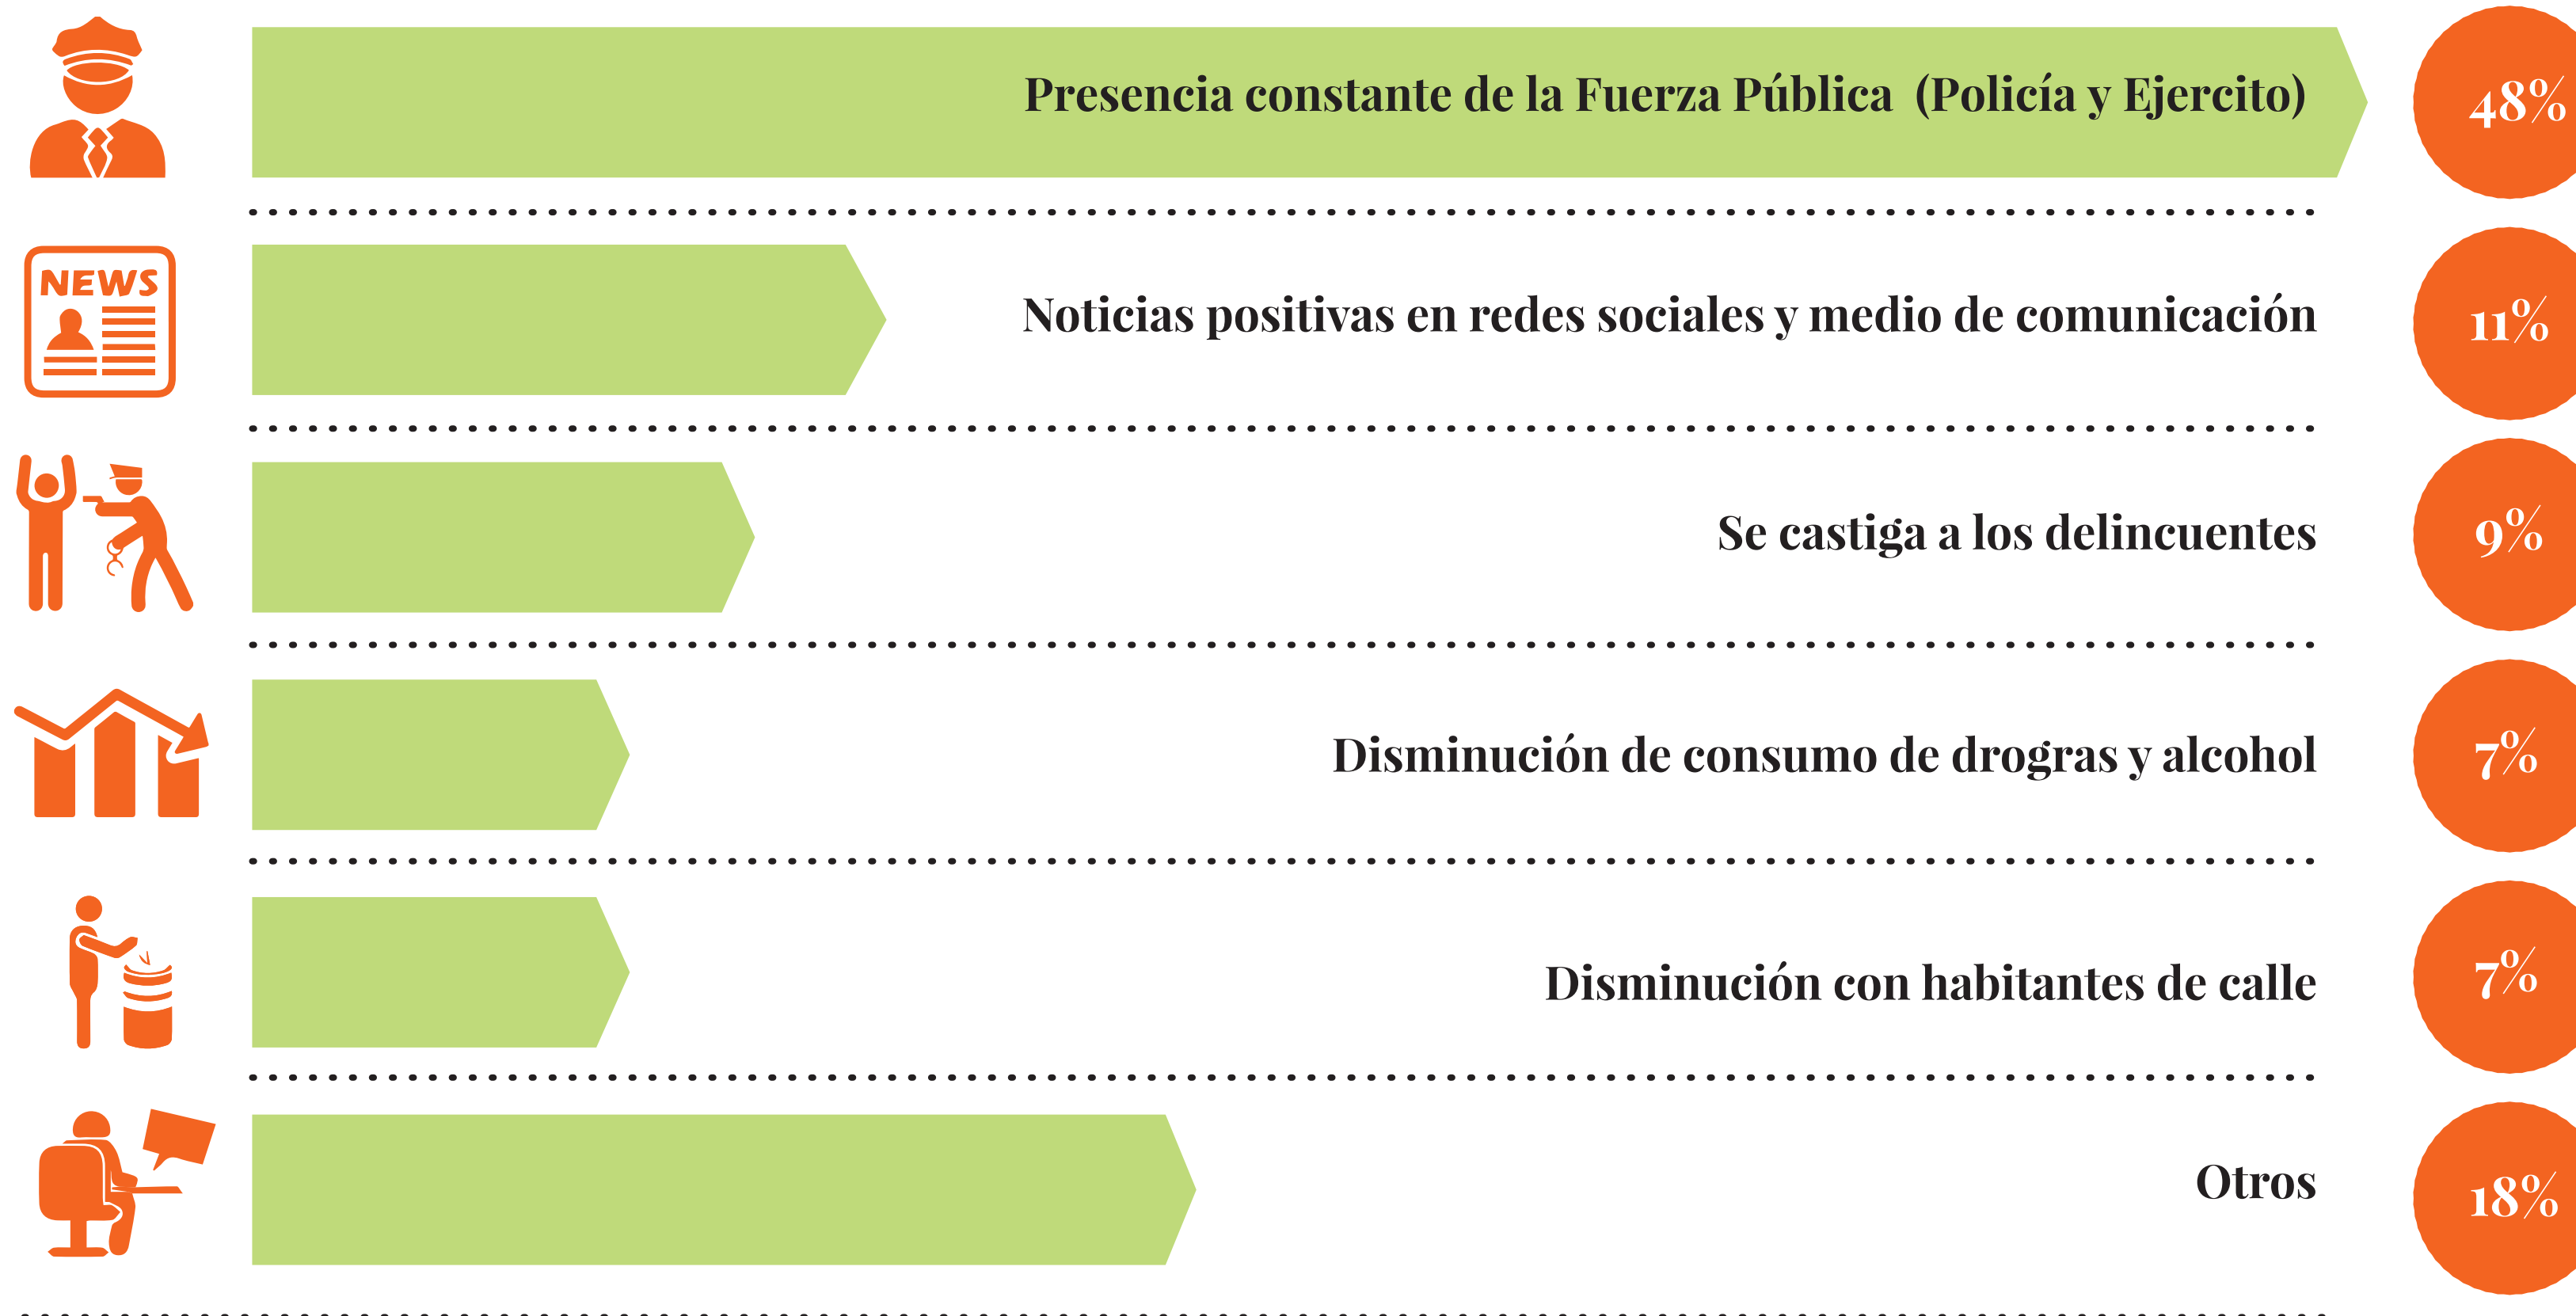 Presencia constante de la Fuerza Pública (Policía y Ejercito)
48%
NEWS
Noticias positivas en redes sociales y medio de comunicación
11%
Se castiga a los delincuentes
9%
Disminución de consumo de drogras y alcohol
7%
Disminución con habitantes de calle
7%
Otros
18%